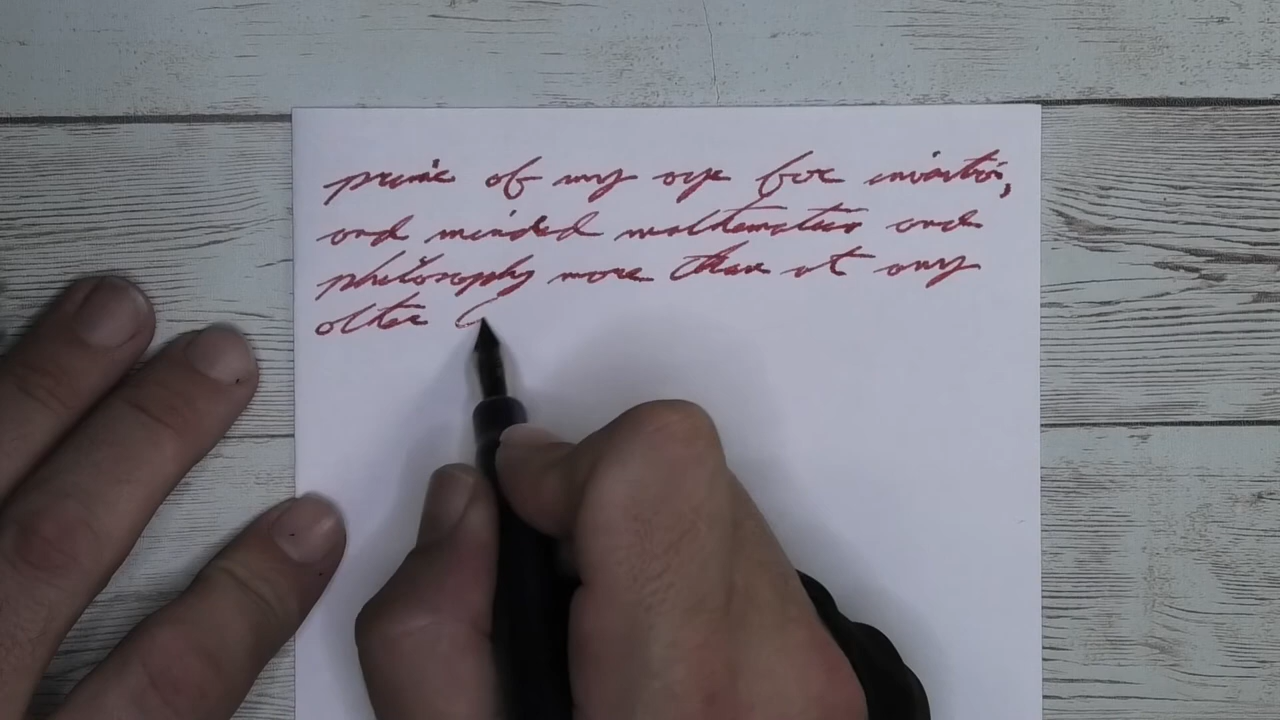 prime of my age for invention,
and minded mathematics and
philosophy more than at any
other